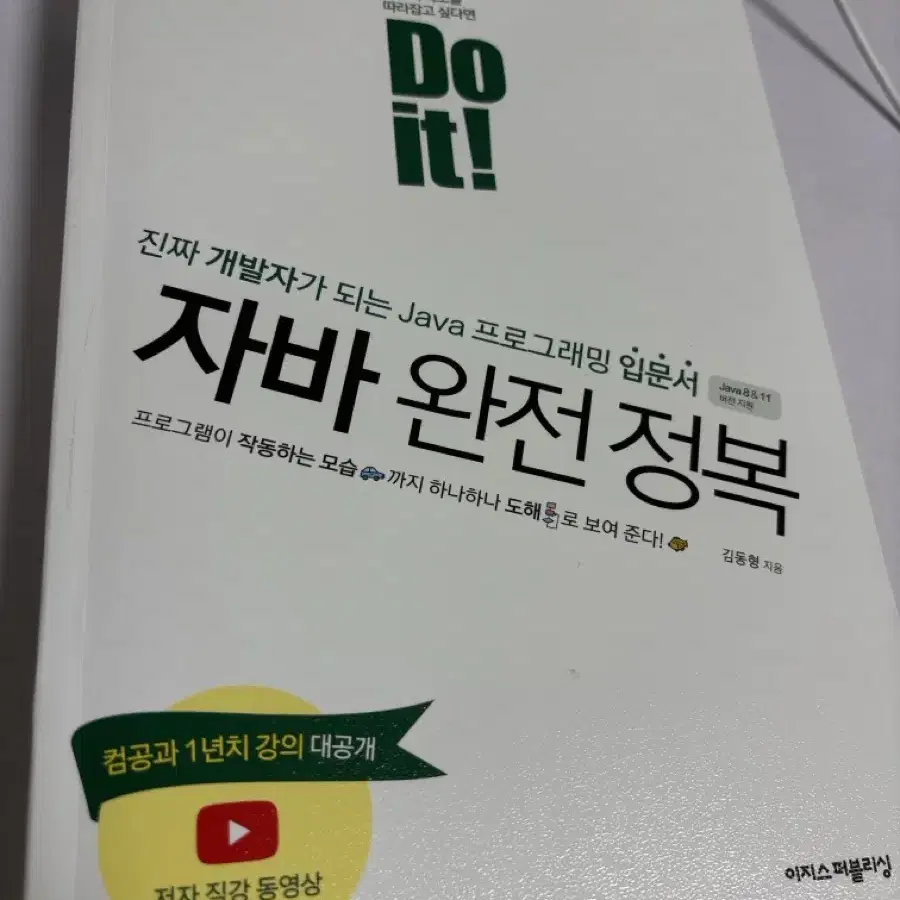 따라잡고 싶다면
Do
it!
진짜 개발자가 되는 Java 프로그래밍 입문서
Java 8 & 11
버전 지원
자바 완전 정복
프로그램이 작동하는 모습 까지 하나하나 도해 로 보여 준다!
김동형 지음
컴공과 1년치 강의 대공개
저자 직강 동영상
이지스퍼블리싱